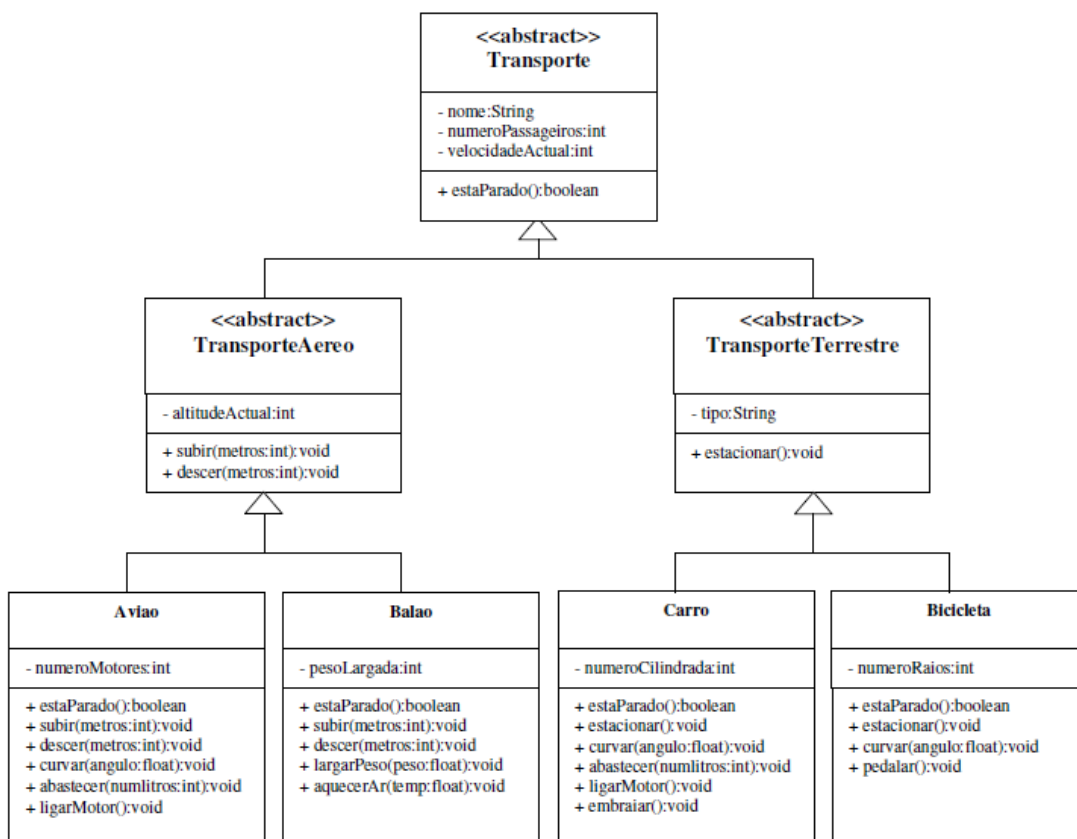 <<abstract>>
Transporte
- nome:String
- numeroPassageiros:int
- velocidadeActual:int
+ estaParado():boolean
<<abstract>>
TransporteAereo
- altitudeActual:int
+ subir(metros:int):void
+ descer(metros:int):void
<<abstract>>
TransporteTerrestre
- tipo:String
+ estacionar():void
Aviao
- numeroMotores:int
+ estaParado():boolean
+ subir(metros:int):void
+ descer(metros:int):void
+ curvar(angulo:float):void
+ abastecer(numlitros:int):void
+ ligarMotor():void
Balao
- pesoLargada:int
+ estaParado():boolean
+ subir(metros:int):void
+ descer(metros:int):void
+ largarPeso(peso:float):void
+ aquecerAr(temp:float):void
Carro
- numeroCilindrada:int
+ estaParado():boolean
+ estacionar():void
+ curvar(angulo:float):void
+ abastecer(numlitros:int):void
+ ligarMotor():void
+ embraiar():void
Bicicleta
- numeroRaios:int
+ estaParado():boolean
+ estacionar():void
+ curvar(angulo:float):void
+ pedalar():void